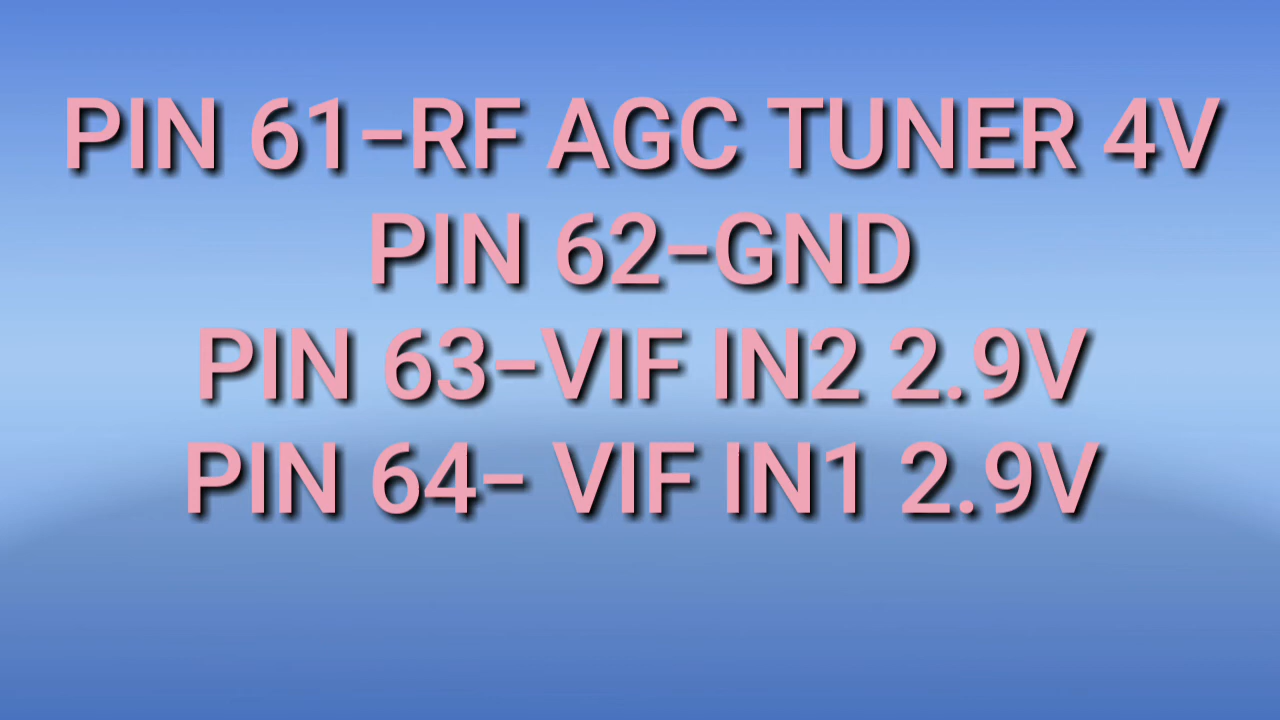 PIN 61-RF AGC TUNER 4V
PIN 62-GND
PIN 63-VIF IN2 2.9V
PIN 64- VIF IN1 2.9V